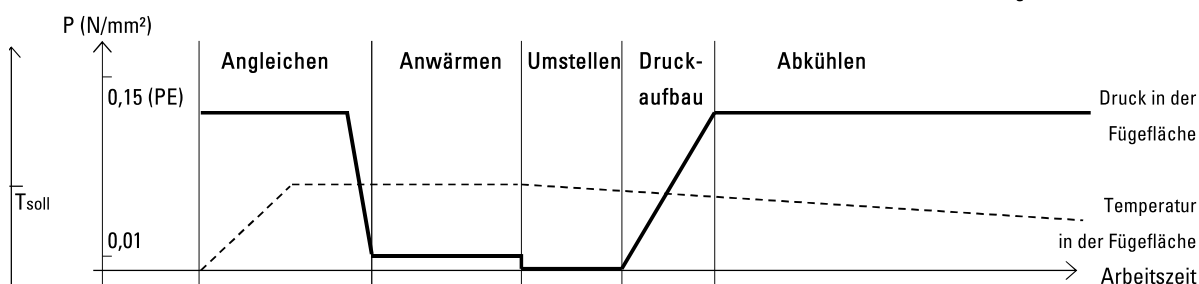 P (N/mm²)
Angleichen
Anwärmen
Umstellen
Druck-
aufbau
Abkühlen
0,15 (PE)
Druck in der
Fügefläche
Tsoll
Temperatur
in der Fügefläche
0,01
Arbeitszeit